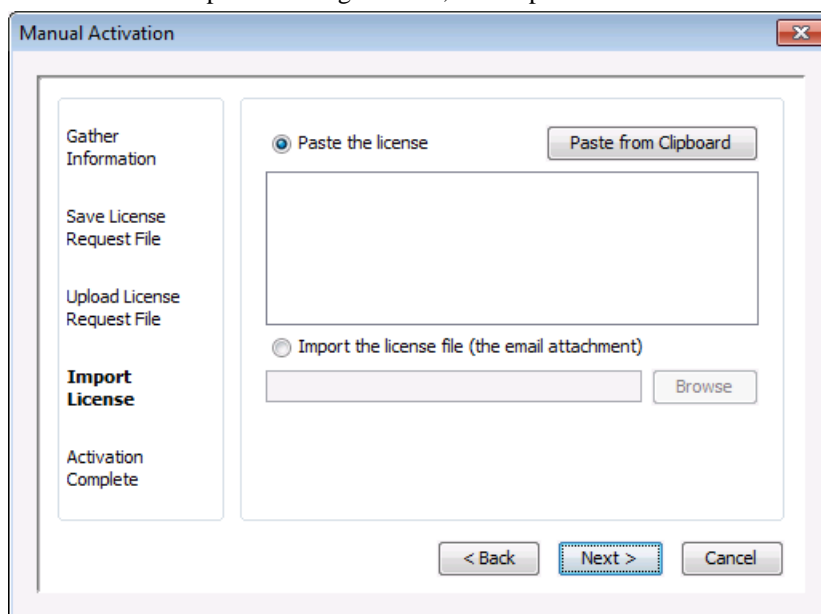 Manual Activation
Gather
Information
Save License
Request File
Upload License
Request File
Import
License
Activation
Complete
Paste the license
Paste from Clipboard
Import the license file (the email attachment)
Browse
< Back
Next >
Cancel